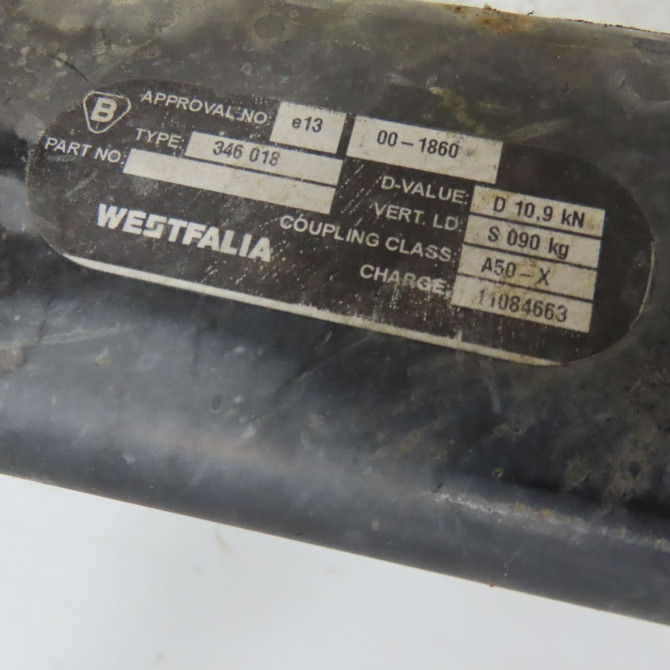 B
APPROVAL NO: e13 00-1860
TYPE: 346 018
PART NO:
WESTFALIA
D-VALUE: D 10,9 kN
VERT. LD: S 090 kg
COUPLING CLASS: A50-X
CHARGE: 11084663